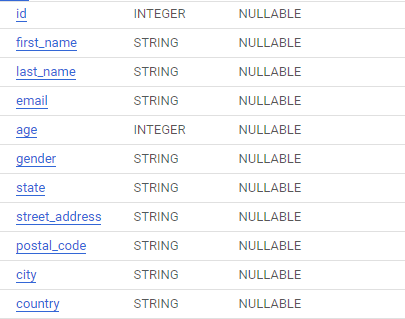 id INTEGER NULLABLE
first_name STRING NULLABLE
last_name STRING NULLABLE
email STRING NULLABLE
age INTEGER NULLABLE
gender STRING NULLABLE
state STRING NULLABLE
street_address STRING NULLABLE
postal_code STRING NULLABLE
city STRING NULLABLE
country STRING NULLABLE